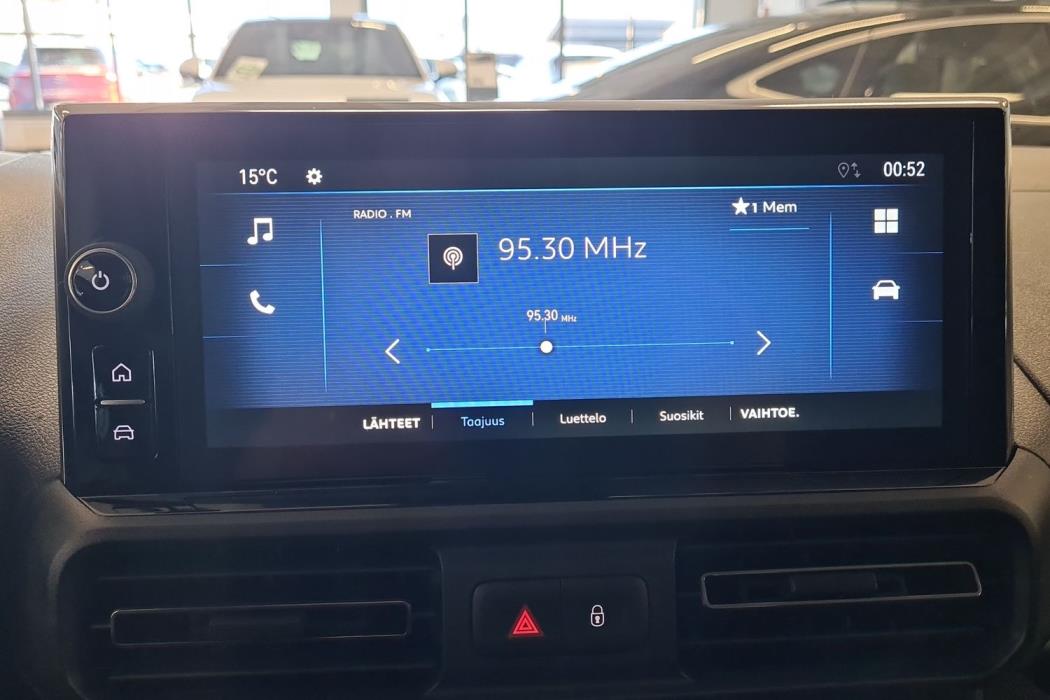 15°C
00:52
RADIO . FM
1 Mem
95.30 MHz
95.30 MHz
LÄHTEET
Taajuus
Luettelo
Suosikit
VAIHTOE.